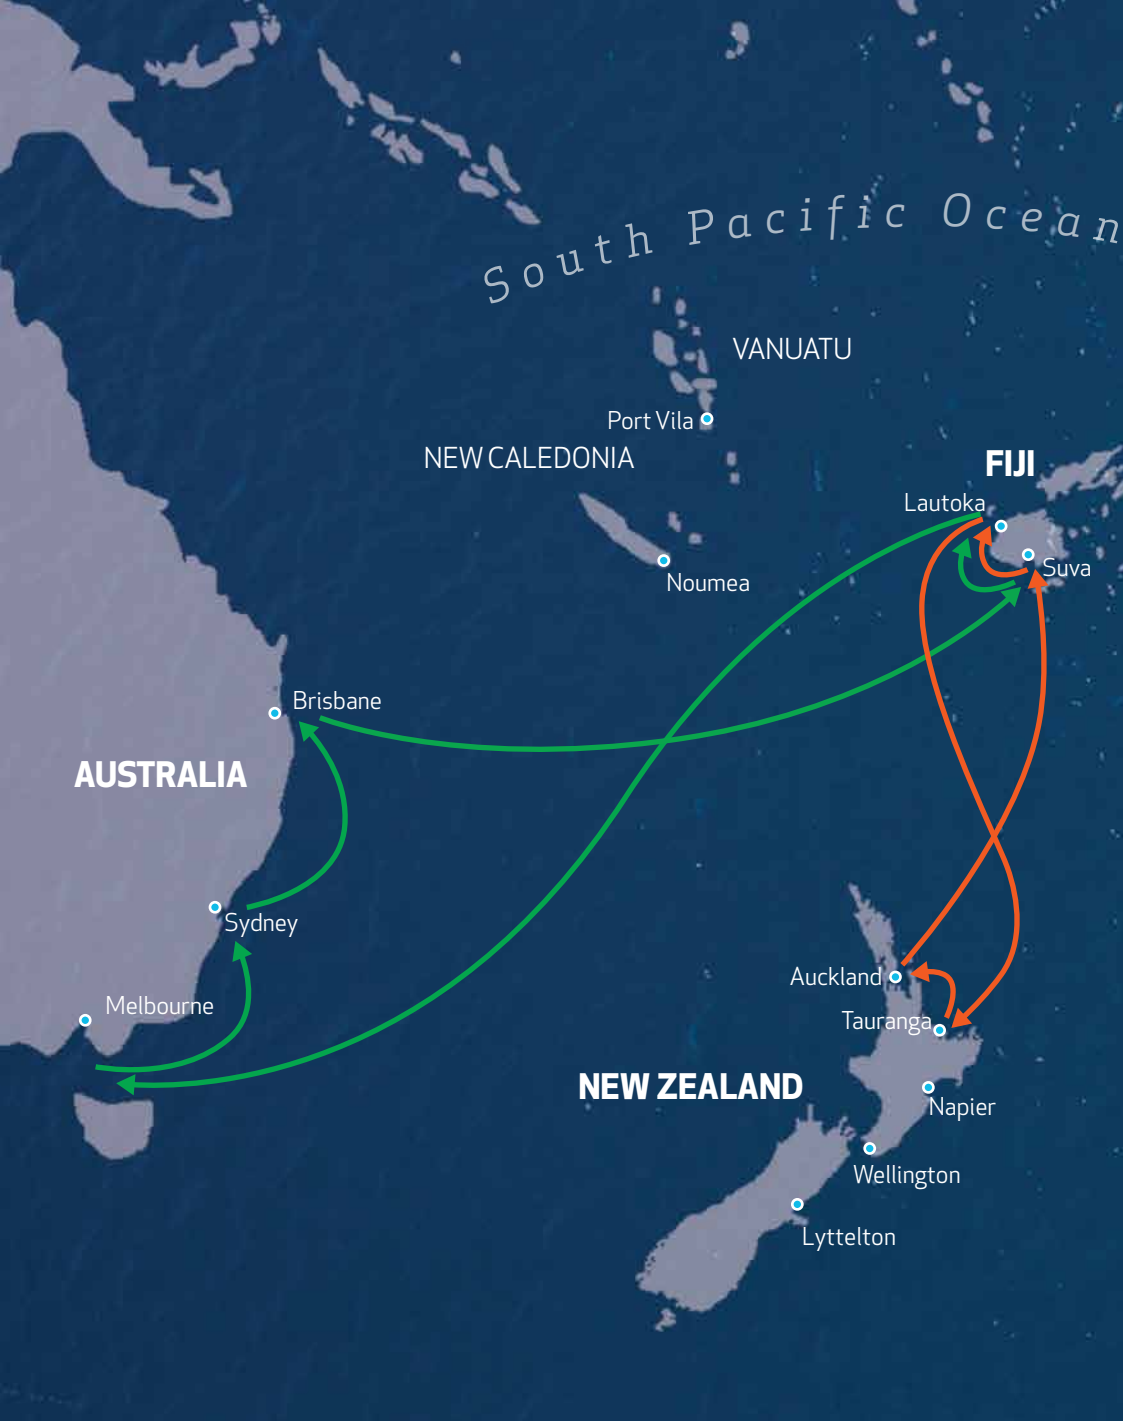 South Pacific Ocean
VANUATU
Port Vila
NEW CALEDONIA
FIJI
Lautoka
Noumea
Suva
Brisbane
AUSTRALIA
Sydney
Auckland
Melbourne
Tauranga
NEW ZEALAND
Napier
Wellington
Lyttelton